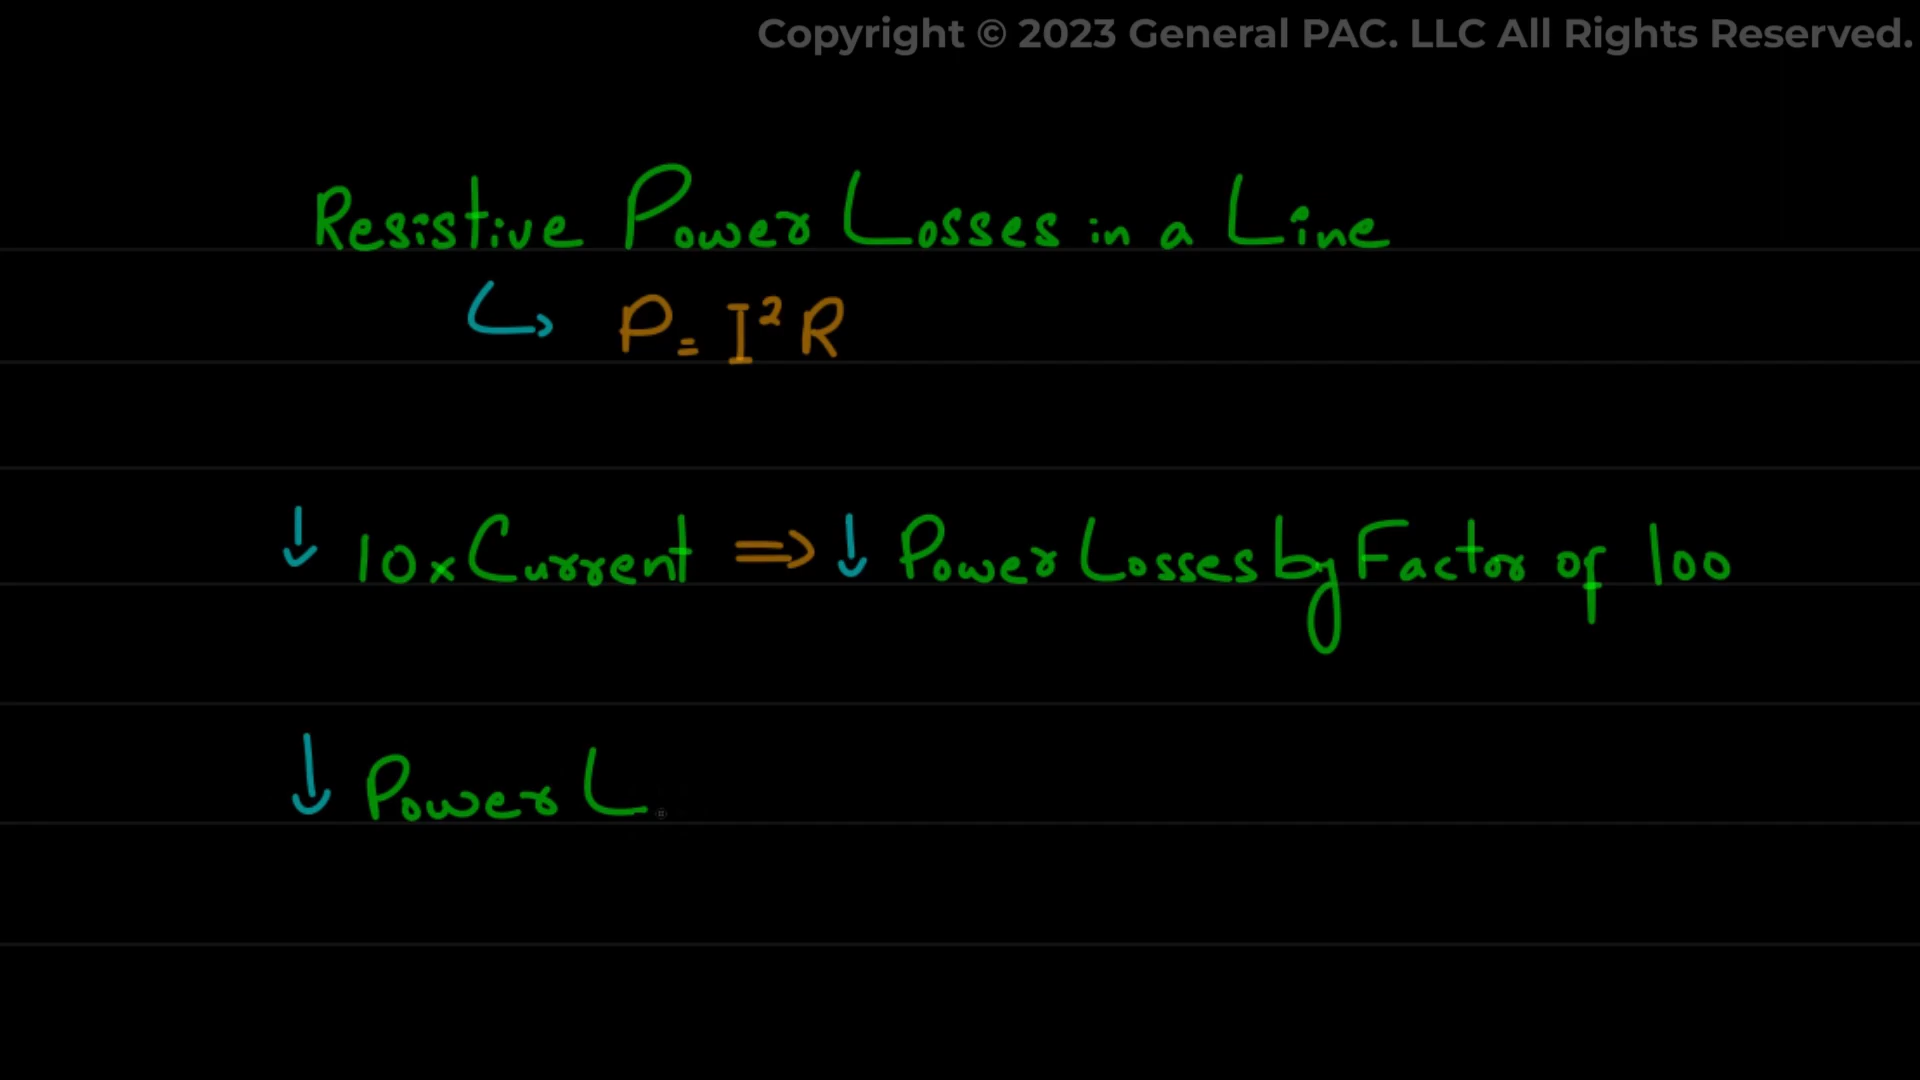 Copyright © 2023 General PAC. LLC All Rights Reserved.
Resistive Power Losses in a Line
↳ P = I²R
↓ 10x Current ⇒ ↓ Power Losses by Factor of 100
↓ Power L